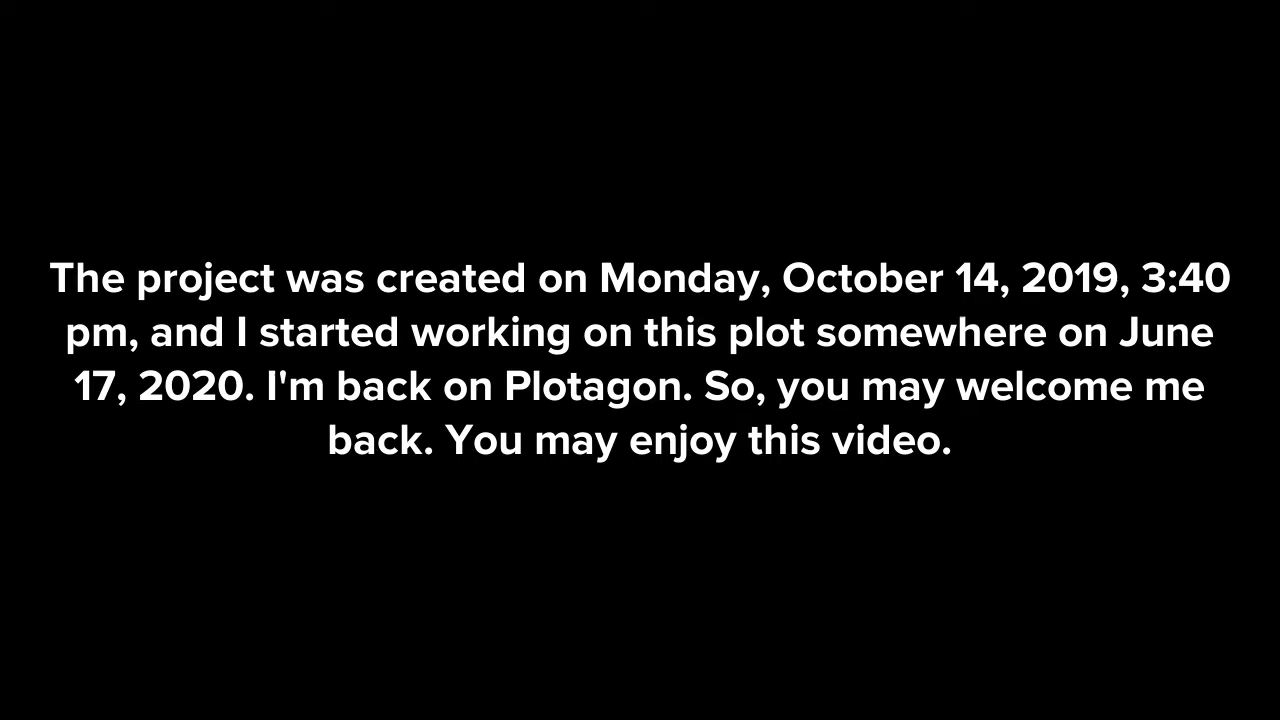 The project was created on Monday, October 14, 2019, 3:40
pm, and I started working on this plot somewhere on June
17, 2020. I'm back on Plotagon. So, you may welcome me
back. You may enjoy this video.